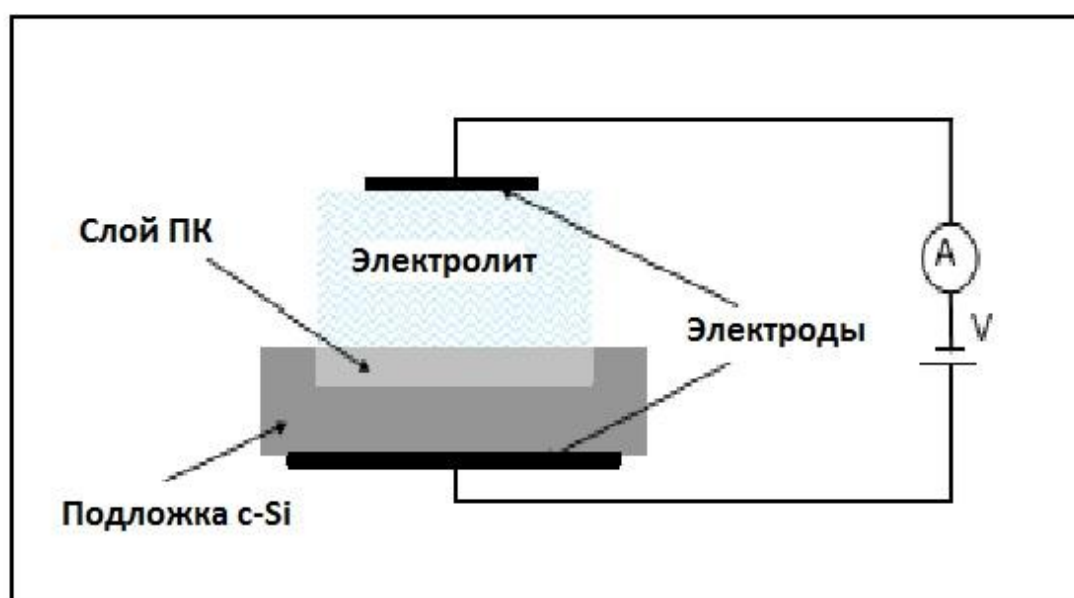 Слой ПК
Электролит
A
V
Электроды
Подложка c-Si